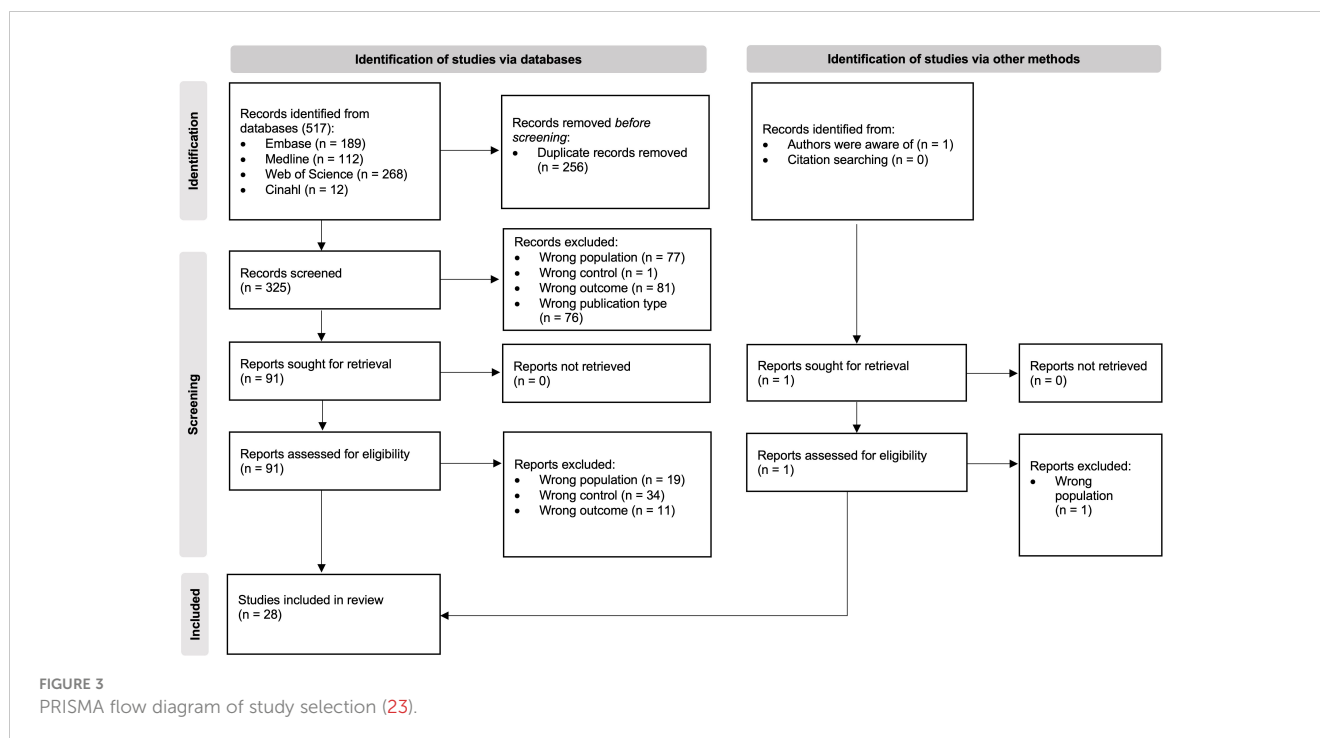 Identification of studies via databases
Identification of studies via other methods
Identification
Records identified from
databases (517):
• Embase (n = 189)
• Medline (n = 112)
• Web of Science (n = 268)
• Cinahl (n = 12)
Records removed before
screening:
• Duplicate records removed
(n = 256)
Records identified from:
• Authors were aware of (n = 1)
• Citation searching (n = 0)
Screening
Records screened
(n = 325)
Records excluded:
• Wrong population (n = 77)
• Wrong control (n = 1)
• Wrong outcome (n = 81)
• Wrong publication type
(n = 76)
Reports sought for retrieval
(n = 91)
Reports not retrieved
(n = 0)
Reports sought for retrieval
(n = 1)
Reports not retrieved
(n = 0)
Reports assessed for eligibility
(n = 91)
Reports excluded:
• Wrong population (n = 19)
• Wrong control (n = 34)
• Wrong outcome (n = 11)
Reports assessed for eligibility
(n = 1)
Reports excluded:
• Wrong
population
(n = 1)
Included
Studies included in review
(n = 28)
FIGURE 3
PRISMA flow diagram of study selection (23).